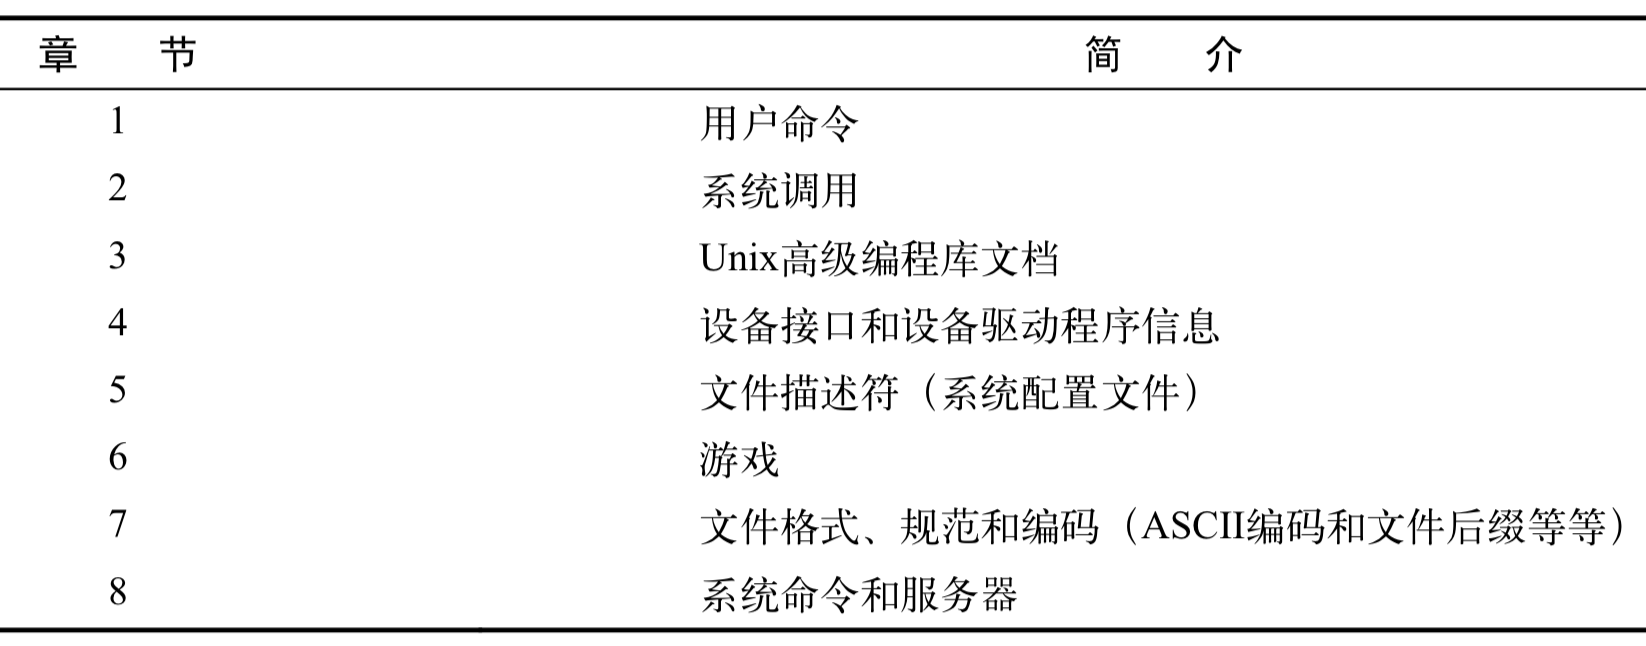 章 节 简 介
1 用户命令
2 系统调用
3 Unix高级编程库文档
4 设备接口和设备驱动程序信息
5 文件描述符（系统配置文件）
6 游戏
7 文件格式、规范和编码（ASCII编码和文件后缀等等）
8 系统命令和服务器